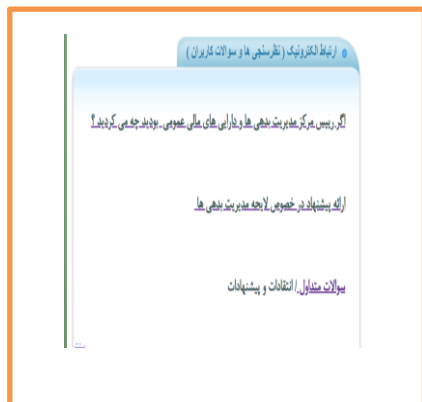 ارتباط الکترونیک ( نظرسنجی ها و سوالات کاربران )
اگر رییس مرکز مدیریت بدهی ها و دارایی های مالی عمومی بودید چه می کردید ؟
ارائه پیشنهاد در خصوص لایحه مدیریت بدهی ها
سوالات متداول / انتقادات و پیشنهادات